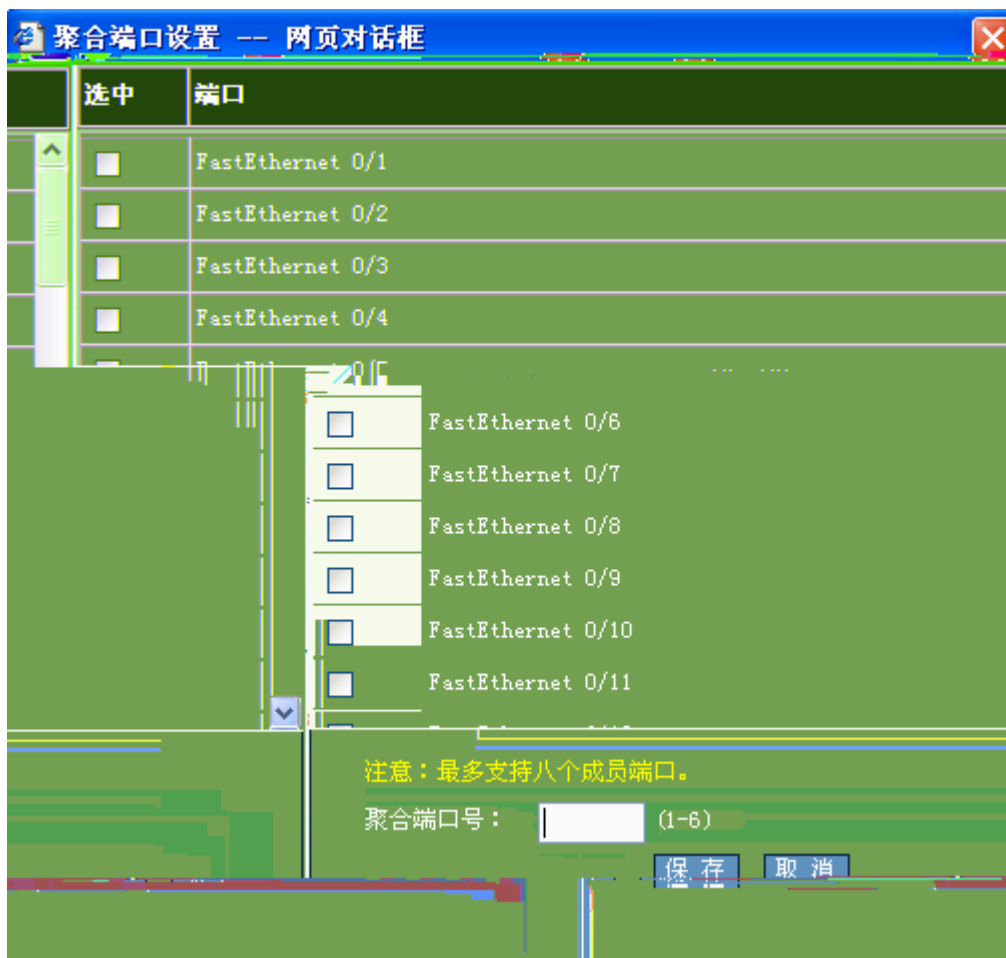 聚合端口设置 -- 网页对话框
选中 端口
FastEthernet 0/1
FastEthernet 0/2
FastEthernet 0/3
FastEthernet 0/4
FastEthernet 0/6
FastEthernet 0/7
FastEthernet 0/8
FastEthernet 0/9
FastEthernet 0/10
FastEthernet 0/11
注意：最多支持八个成员端口。
聚合端口号： (1-6)
保存 取消